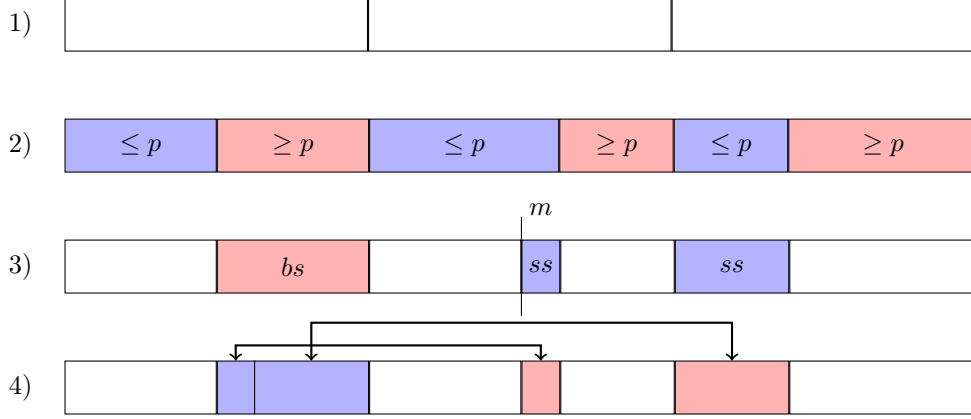 1)
2) ≤ p ≥ p ≤ p ≥ p ≤ p ≥ p
m
3) bs ss ss
4)